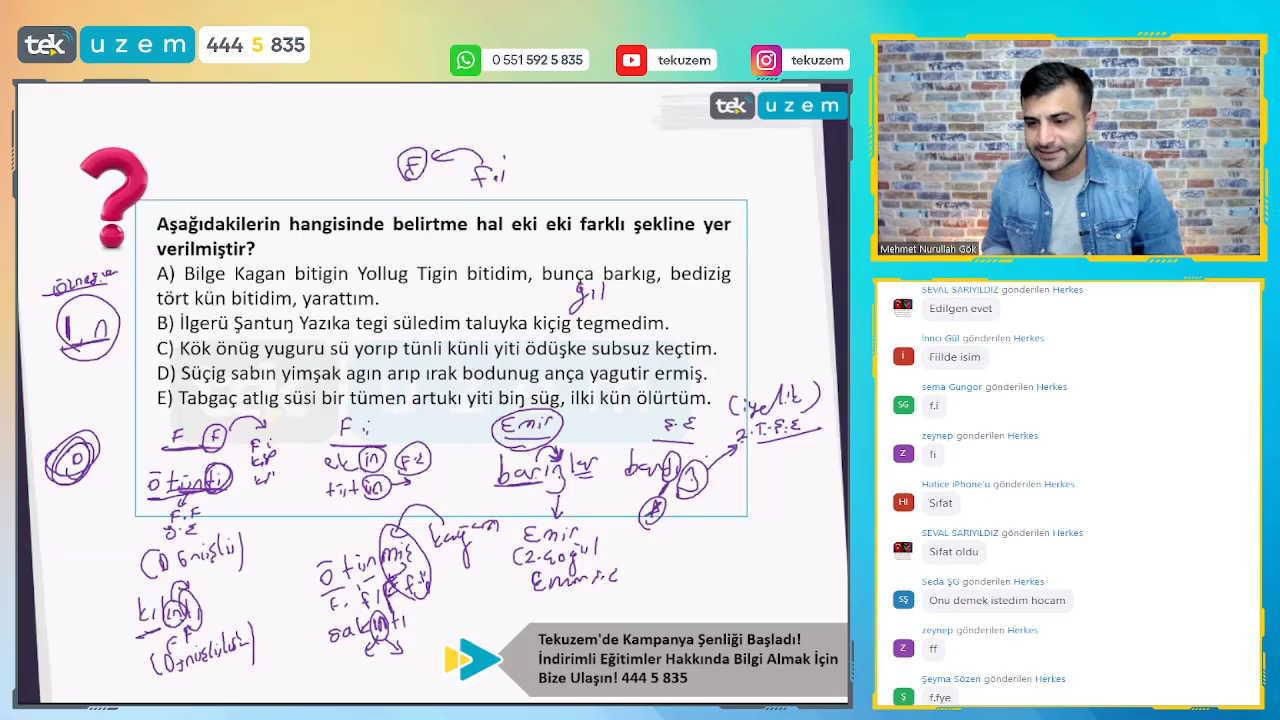 tek uzem 444 5 835
0 551 592 5 835
tekuzem
tekuzem
tek uzem
Aşağıdakilerin hangisinde belirtme hal eki eki farklı şekline yer
verilmiştir?
A) Bilge Kagan bitigin Yollug Tigin bitidim, bunça barkıg, bedizig
tört kün bitidim, yarattım.
B) İlgerü Şantuŋ Yazıka tegi süledim taluyka kiçig tegmedim.
C) Kök önüg yuguru sü yorıp tünli künli yiti ödüşke subsuz keçtim.
D) Süçig sabın yimşak agın arıp ırak bodunug ança yagutir ermiş.
E) Tabgaç atlıg süsi bir tümen artukı yiti biŋ süg, ilki kün ölürtüm.
f.i
(iyelik)
Emir
F.E
Emir
Tekuzem'de Kampanya Şenliği Başladı!
İndirimli Eğitimler Hakkında Bilgi Almak İçin
Bize Ulaşın! 444 5 835
Mehmet Nurullah Gök
SEVAL SARIYILDIZ gönderilen Herkes
Edilgen evet
İnnci Gül gönderilen Herkes
Fiilde isim
sema Gungor gönderilen Herkes
SG
f.i
zeynep gönderilen Herkes
Z
fi
Hatice iPhone'u gönderilen Herkes
HI
Sıfat
SEVAL SARIYILDIZ gönderilen Herkes
Sıfat oldu
Seda ŞG gönderilen Herkes
SŞ
Onu demek istedim hocam
zeynep gönderilen Herkes
Z
ff
Şeyma Sözen gönderilen Herkes
Ş
f.fye